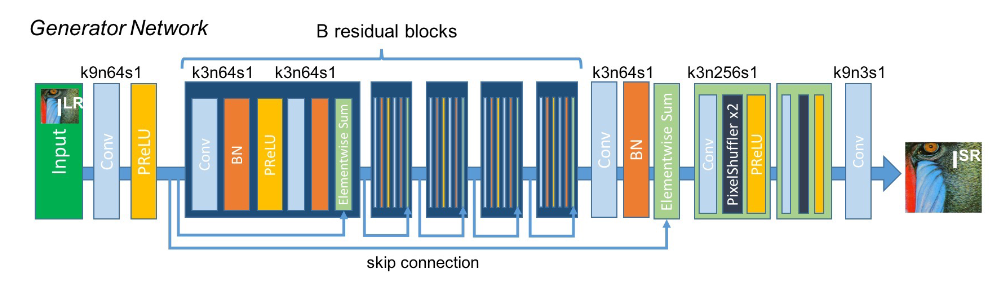 Generator Network
B residual blocks
k9n64s1
k3n64s1 k3n64s1
k3n64s1
k3n256s1
k9n3s1
I LR
Input
Conv
PReLU
Conv
BN
PReLU
Elementwise Sum
Conv
BN
Elementwise Sum
Conv
PixelShuffler x2
PReLU
Conv
I SR
skip connection